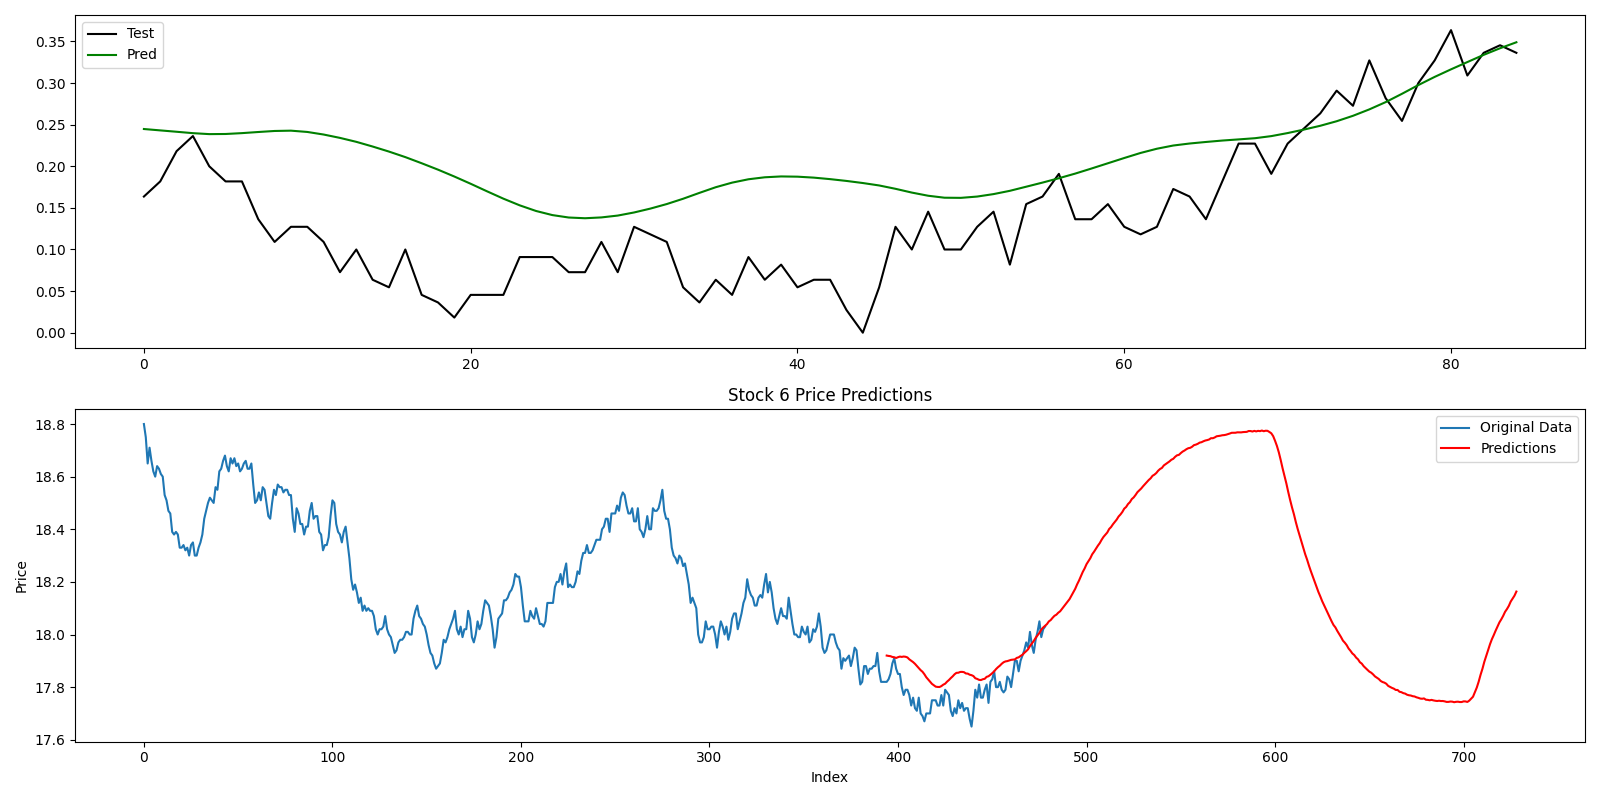 Test
Pred
0.35
0.30
0.25
0.20
0.15
0.10
0.05
0.00
0 20 40 60 80
Stock 6 Price Predictions
Original Data
Predictions
18.8
18.6
18.4
18.2
18.0
17.8
17.6
Price
0 100 200 300 400 500 600 700
Index